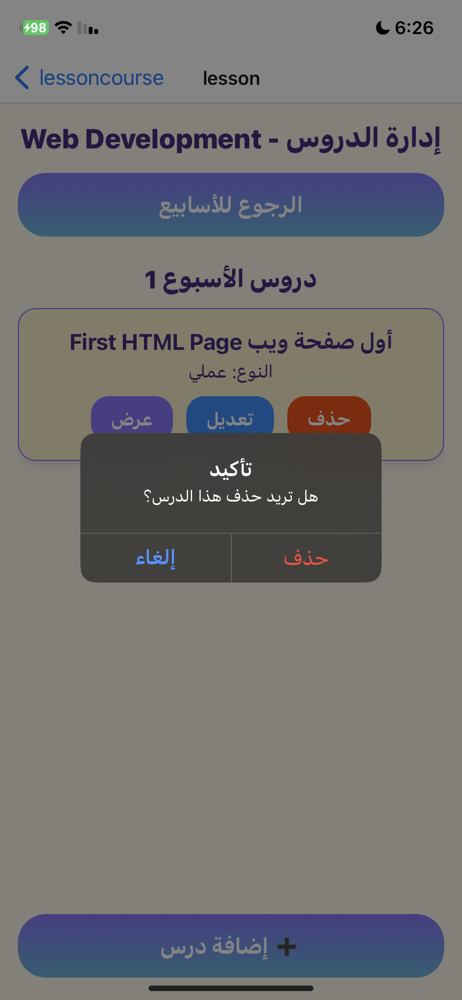 98
6:26
lessoncourse
lesson
إدارة الدروس - Web Development
الرجوع للأسابيع
دروس الأسبوع 1
أول صفحة ويب First HTML Page
النوع: عملي
حذف
تعديل
عرض
تأكيد
هل تريد حذف هذا الدرس؟
حذف
إلغاء
➕ إضافة درس